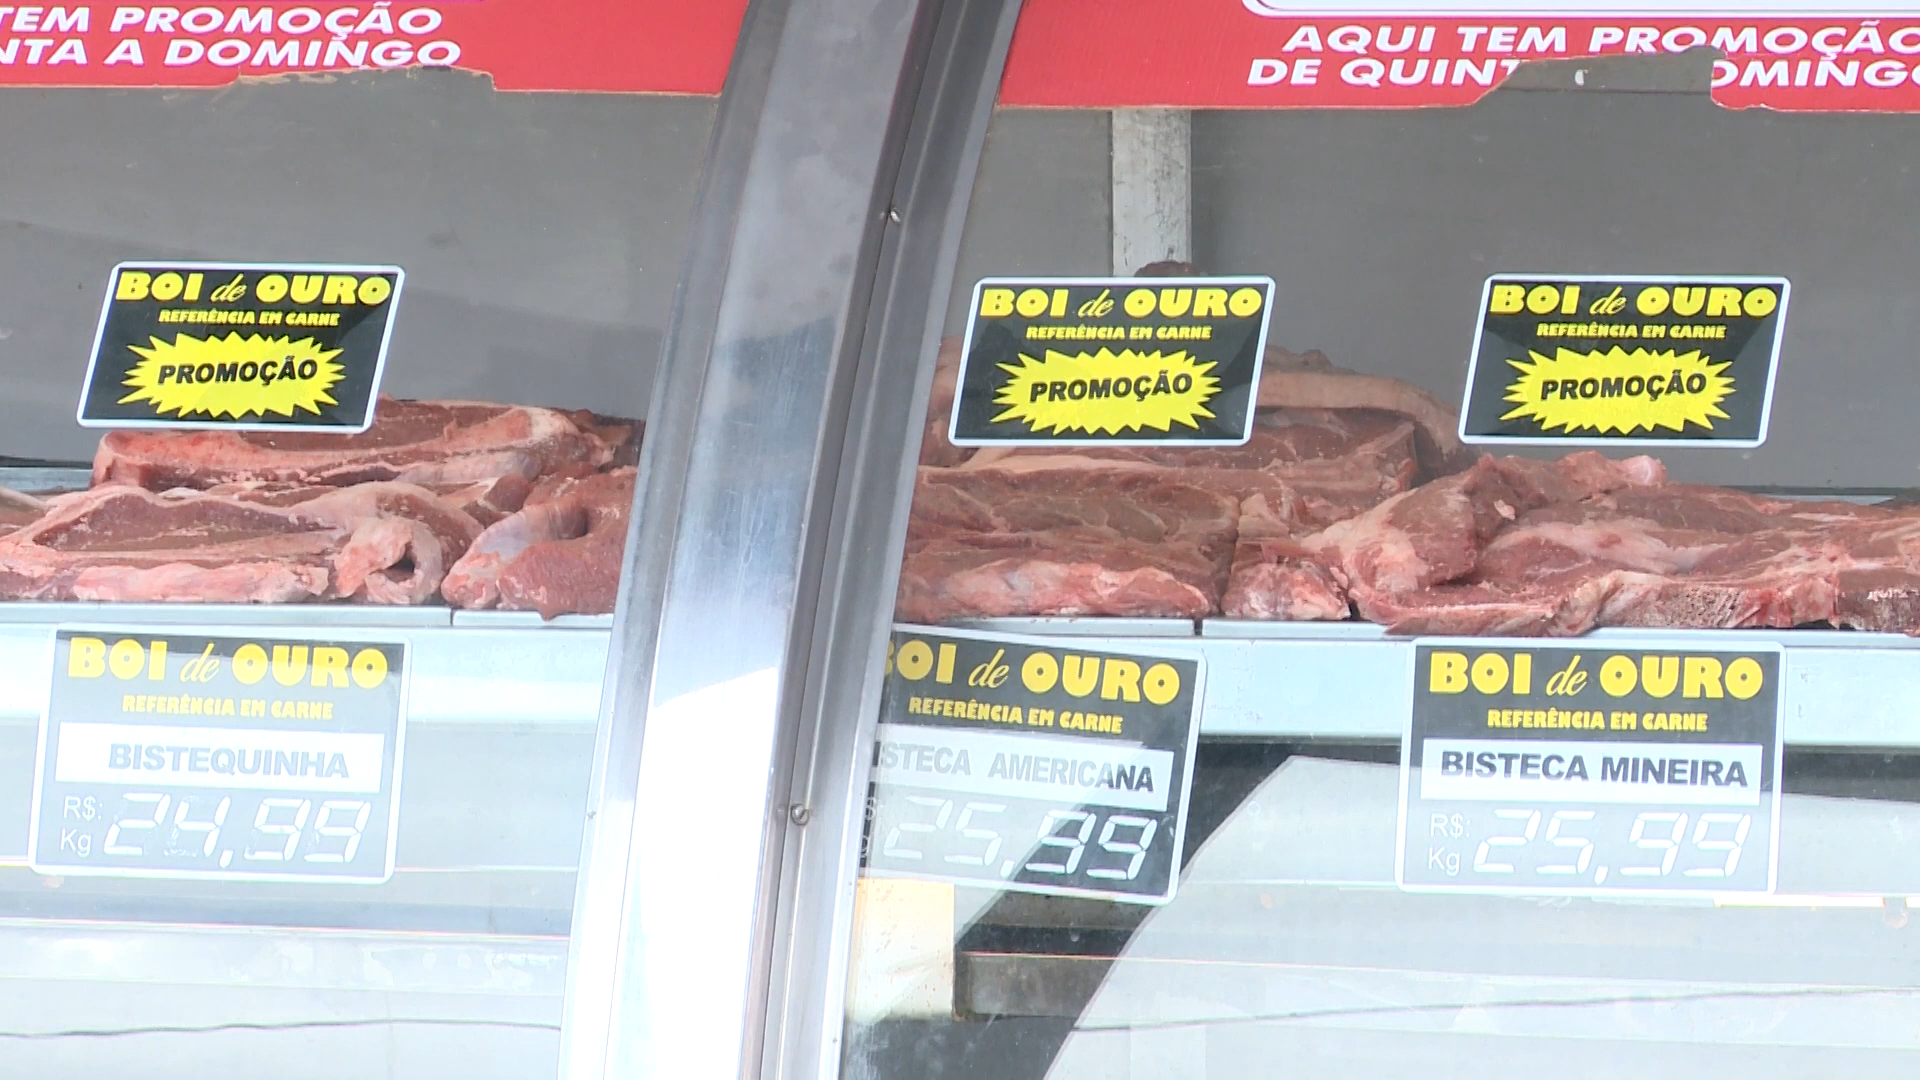 TEM PROMOÇÃO
NTA A DOMINGO
AQUI TEM PROMOÇÃO
DE QUINT OMINGO
BOI de OURO
REFERÊNCIA EM CARNE
PROMOÇÃO
BOI de OURO
REFERÊNCIA EM CARNE
PROMOÇÃO
BOI de OURO
REFERÊNCIA EM CARNE
PROMOÇÃO
BOI de OURO
REFERÊNCIA EM CARNE
BISTEQUINHA
R$:
Kg 24,99
BOI de OURO
REFERÊNCIA EM CARNE
ISTECA AMERICANA
25,99
BOI de OURO
REFERÊNCIA EM CARNE
BISTECA MINEIRA
R$:
Kg 25,99